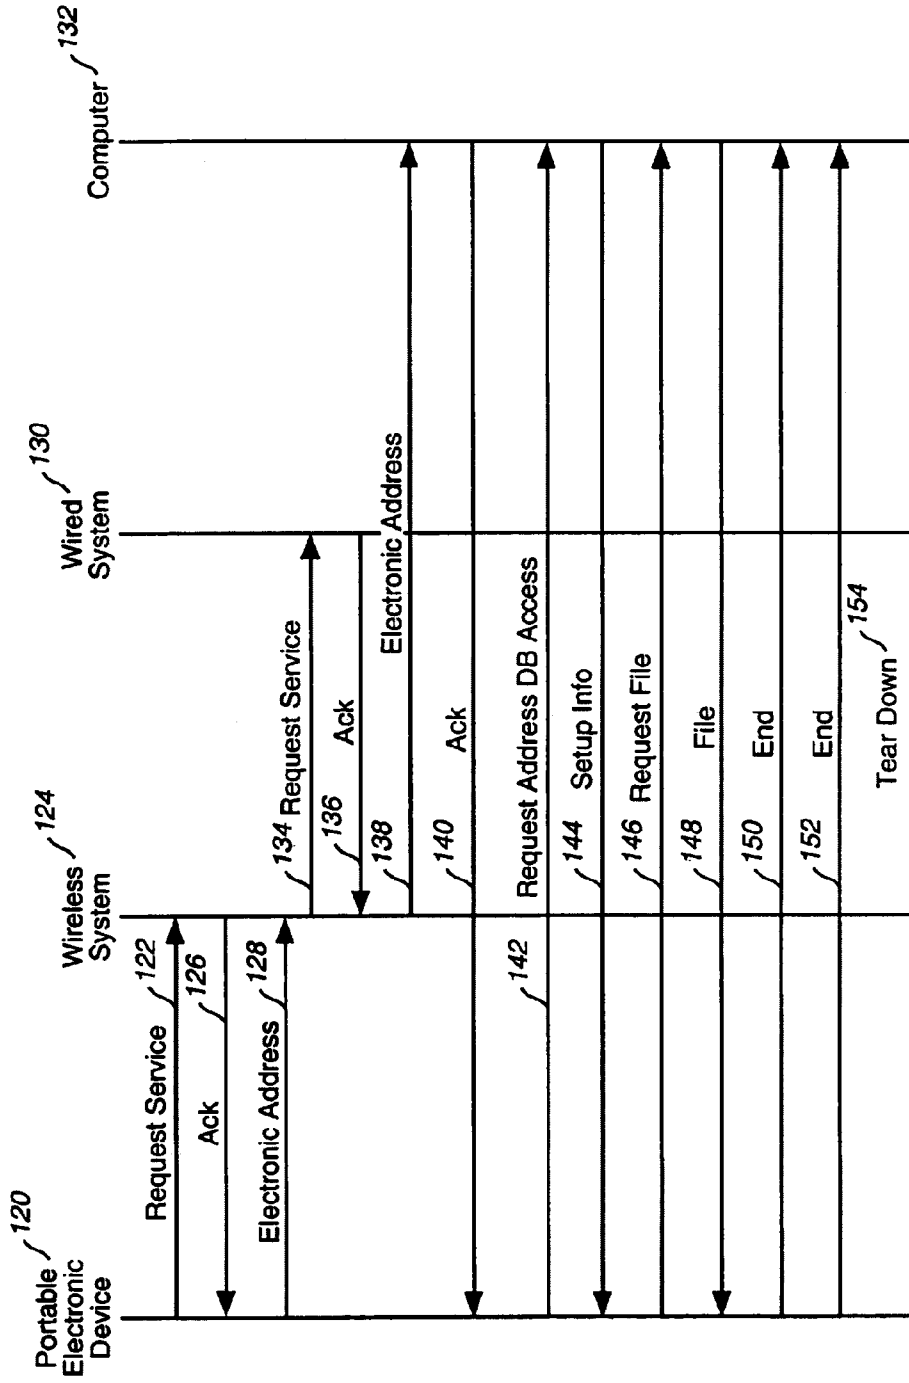 Portable
Electronic
Device
120
Wireless
System
124
Wired
System
130
Computer
132
Request Service
122
Ack
126
Electronic Address
128
134
Request Service
136
Ack
138
Electronic Address
140
Ack
142
Request Address DB Access
144
Setup Info
146
Request File
148
File
150
End
152
End
Tear Down
154